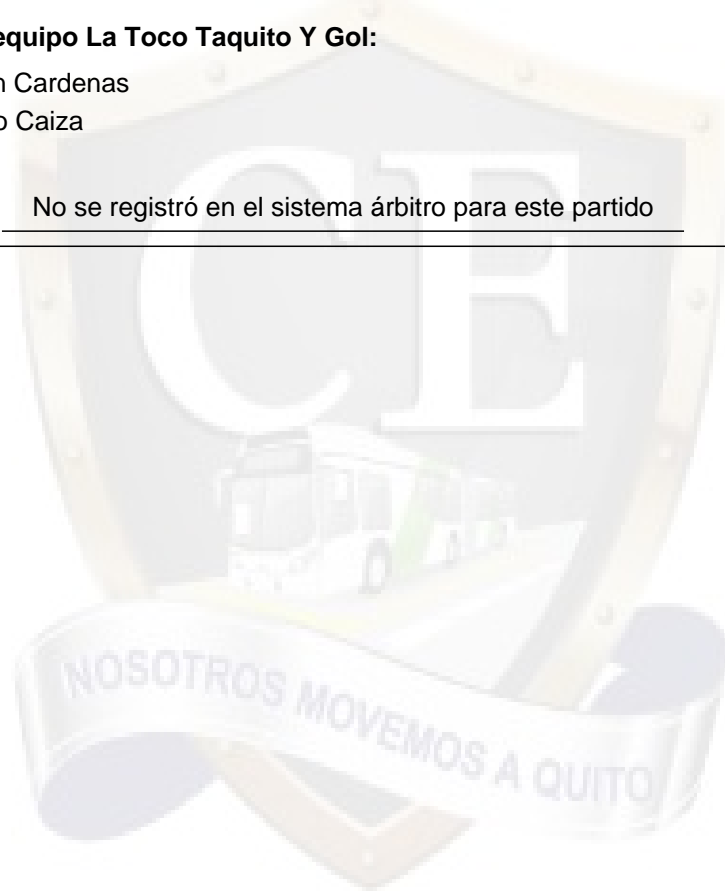 equipo La Toco Taquito Y Gol:
n Cardenas
o Caiza
No se registró en el sistema árbitro para este partido
CE
NOSOTROS MOVEMOS A QUITO